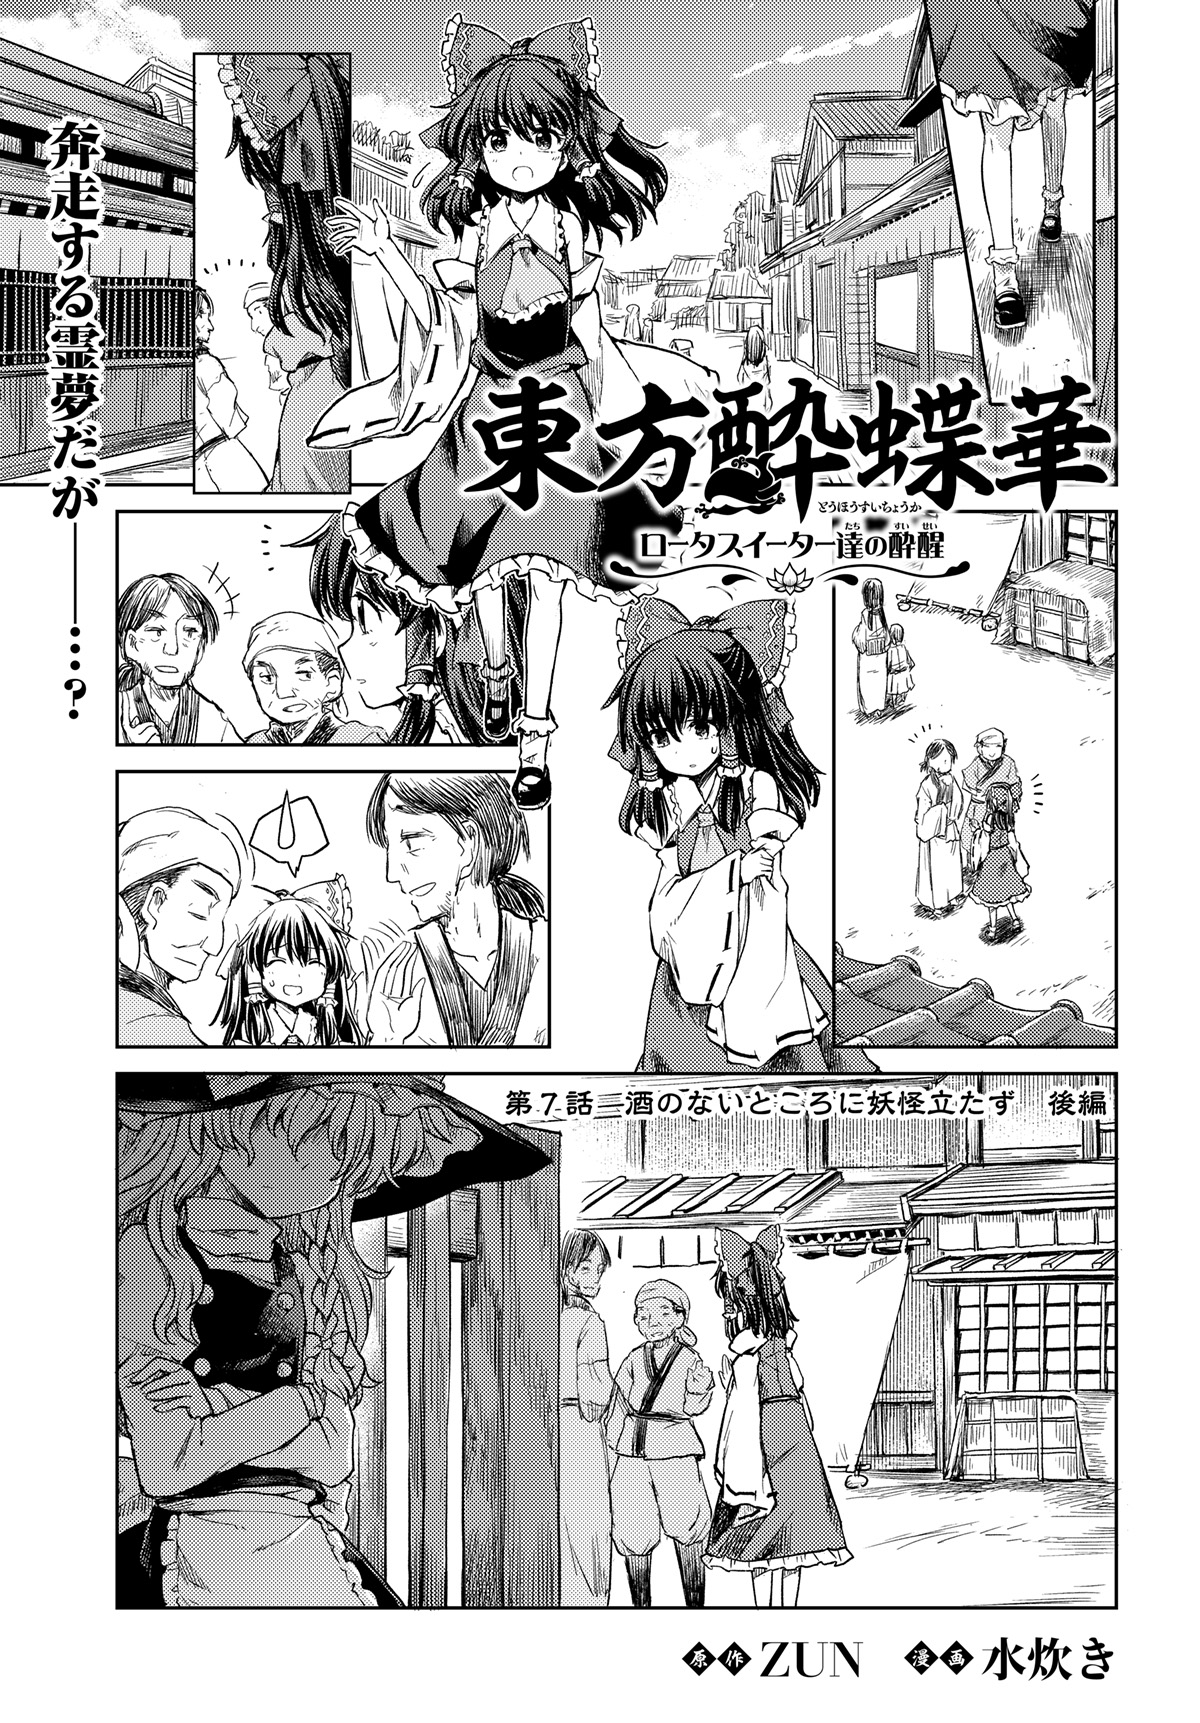 奔走する霊夢だが――…？
東方酔蝶華
どうほうすいちょうか
ロータスイーター達の酔醒
たち すい せい
第7話 酒のないところに妖怪立たず 後編
原作 ZUN 漫画 水炊き